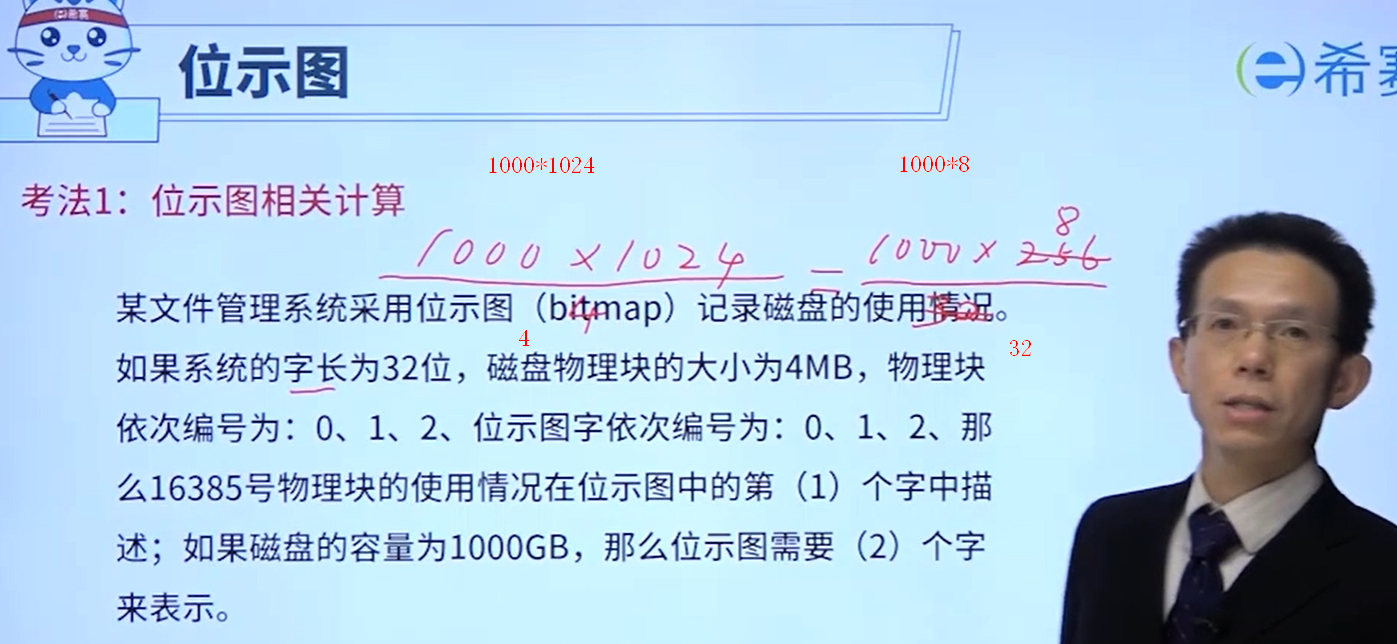 希赛
位示图
希赛
1000*1024
1000*8
考法1：位示图相关计算
8
1000×1024 = 1000×256
某文件管理系统采用位示图（bitmap）记录磁盘的使用情况。
4
4
32
如果系统的字长为32位，磁盘物理块的大小为4MB，物理块
依次编号为：0、1、2、位示图字依次编号为：0、1、2、那
么16385号物理块的使用情况在位示图中的第（1）个字中描
述；如果磁盘的容量为1000GB，那么位示图需要（2）个字
来表示。